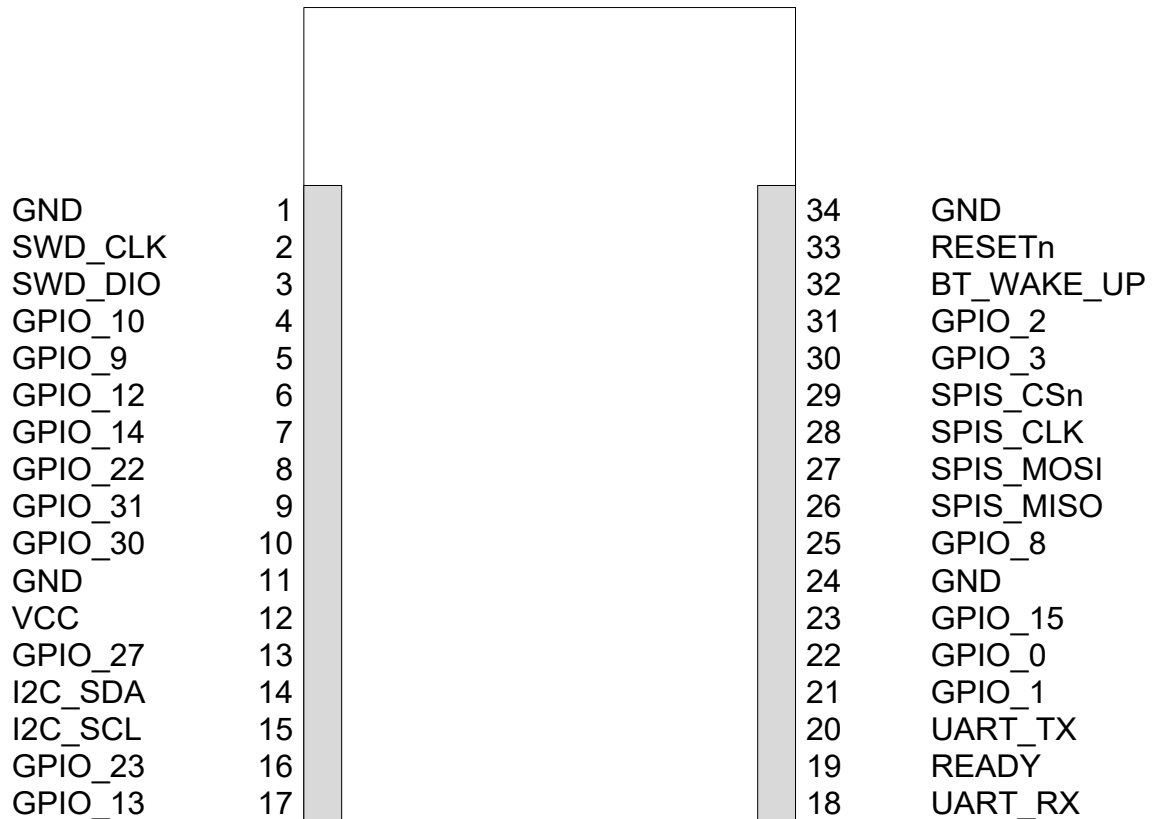 GND 1 34 GND
SWD_CLK 2 33 RESETn
SWD_DIO 3 32 BT_WAKE_UP
GPIO_10 4 31 GPIO_2
GPIO_9 5 30 GPIO_3
GPIO_12 6 29 SPIS_CSn
GPIO_14 7 28 SPIS_CLK
GPIO_22 8 27 SPIS_MOSI
GPIO_31 9 26 SPIS_MISO
GPIO_30 10 25 GPIO_8
GND 11 24 GND
VCC 12 23 GPIO_15
GPIO_27 13 22 GPIO_0
I2C_SDA 14 21 GPIO_1
I2C_SCL 15 20 UART_TX
GPIO_23 16 19 READY
GPIO_13 17 18 UART_RX